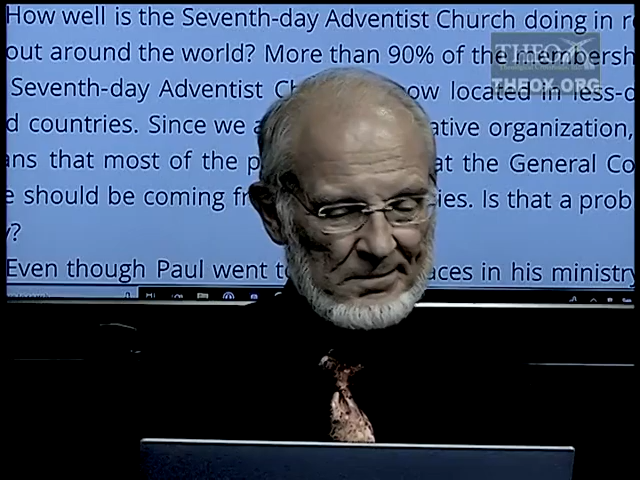 How well is the Seventh-day Adventist Church doing in
out around the world? More than 90% of the membersh
Seventh-day Adventist Ch ow located in less-d
d countries. Since we a ative organization,
ans that most of the p at the General Co
e should be coming fr ies. Is that a prob
y?
Even though Paul went t aces in his ministry
THEOX
THEOX.ORG